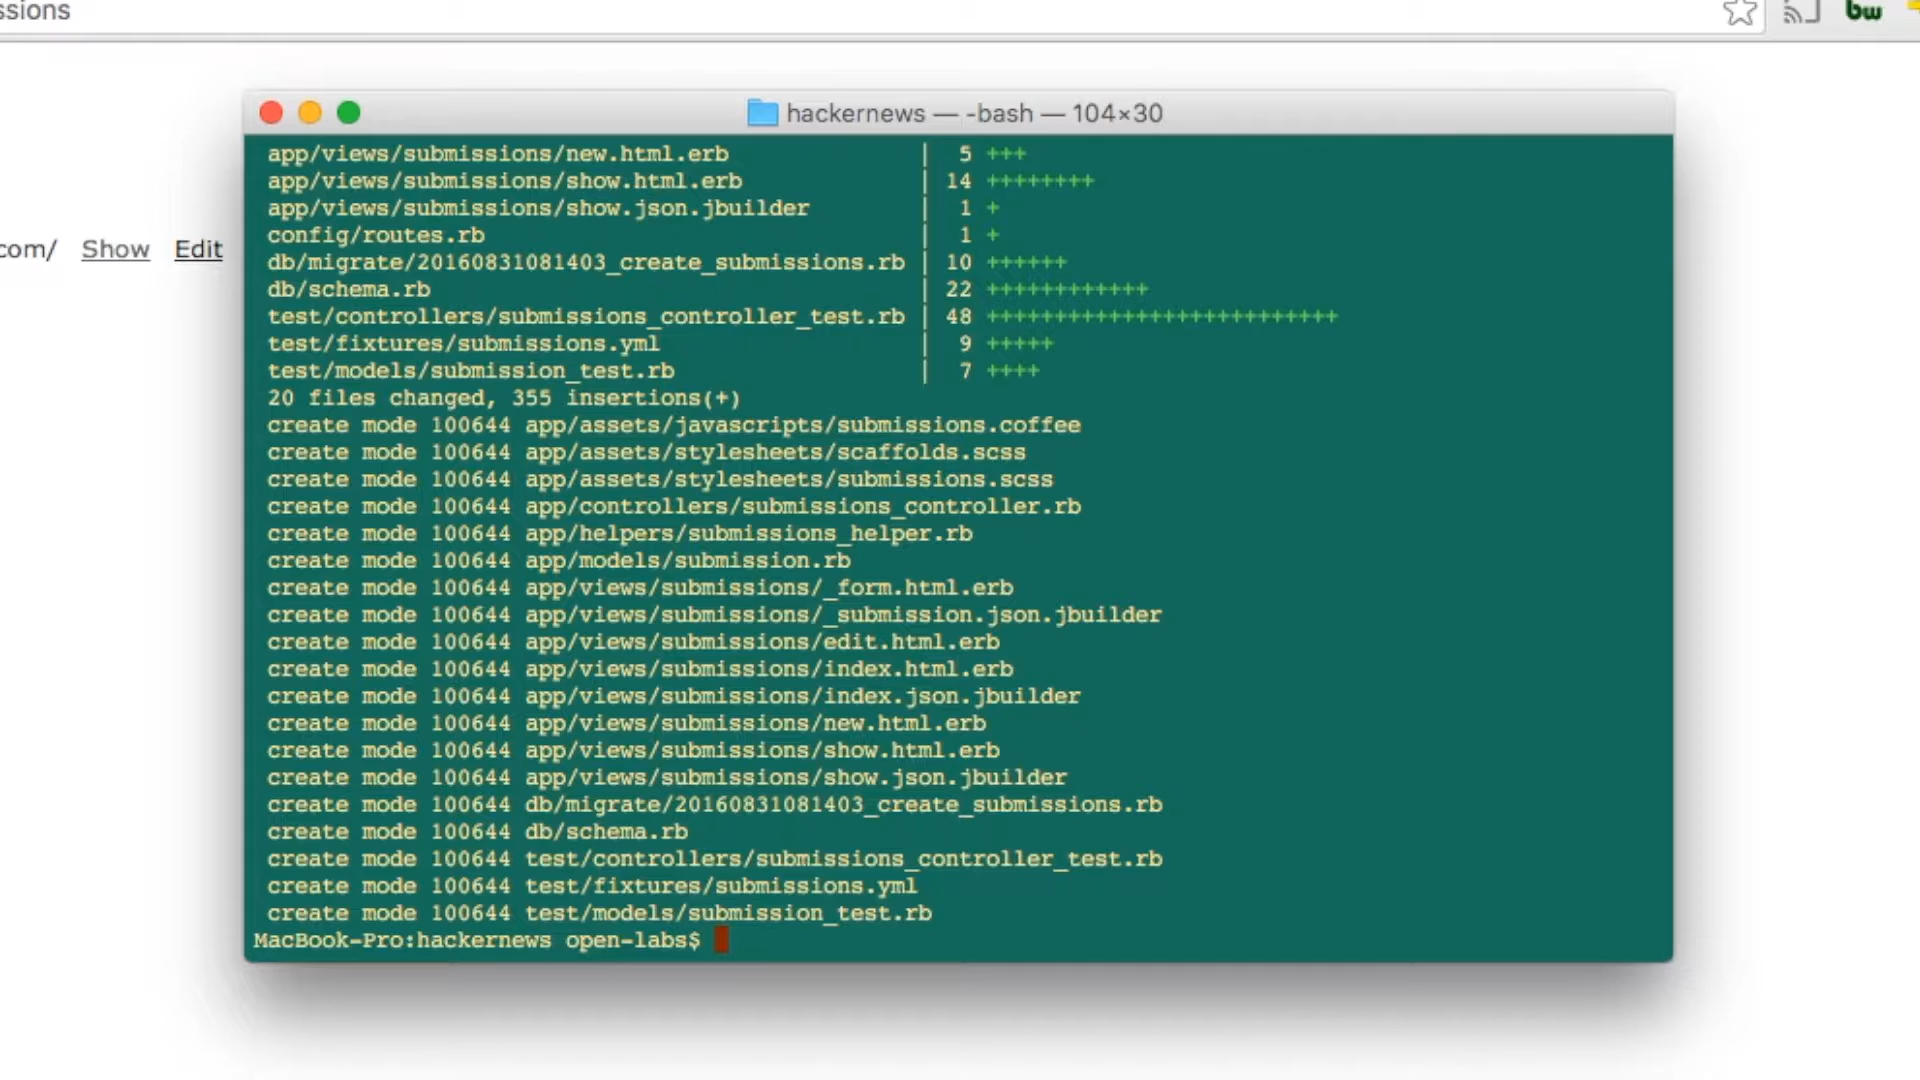 ssions
bw
hackernews — -bash — 104×30
app/views/submissions/new.html.erb | 5 +++
app/views/submissions/show.html.erb | 14 ++++++++
app/views/submissions/show.json.jbuilder | 1 +
config/routes.rb | 1 +
com/ Show Edit
db/migrate/20160831081403_create_submissions.rb | 10 ++++++
db/schema.rb | 22 ++++++++++++
test/controllers/submissions_controller_test.rb | 48 ++++++++++++++++++++++++++
test/fixtures/submissions.yml | 9 +++++
test/models/submission_test.rb | 7 ++++
20 files changed, 355 insertions(+)
create mode 100644 app/assets/javascripts/submissions.coffee
create mode 100644 app/assets/stylesheets/scaffolds.scss
create mode 100644 app/assets/stylesheets/submissions.scss
create mode 100644 app/controllers/submissions_controller.rb
create mode 100644 app/helpers/submissions_helper.rb
create mode 100644 app/models/submission.rb
create mode 100644 app/views/submissions/_form.html.erb
create mode 100644 app/views/submissions/_submission.json.jbuilder
create mode 100644 app/views/submissions/edit.html.erb
create mode 100644 app/views/submissions/index.html.erb
create mode 100644 app/views/submissions/index.json.jbuilder
create mode 100644 app/views/submissions/new.html.erb
create mode 100644 app/views/submissions/show.html.erb
create mode 100644 app/views/submissions/show.json.jbuilder
create mode 100644 db/migrate/20160831081403_create_submissions.rb
create mode 100644 db/schema.rb
create mode 100644 test/controllers/submissions_controller_test.rb
create mode 100644 test/fixtures/submissions.yml
create mode 100644 test/models/submission_test.rb
MacBook-Pro:hackernews open-labs$